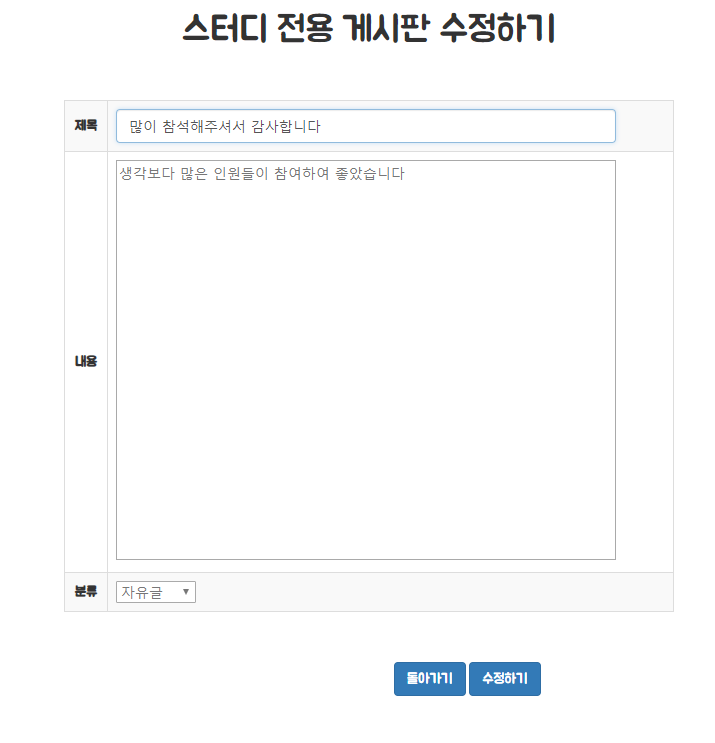 스터디 전용 게시판 수정하기
제목
많이 참석해주셔서 감사합니다
내용
생각보다 많은 인원들이 참여하여 좋았습니다
분류
자유글
돌아가기 수정하기